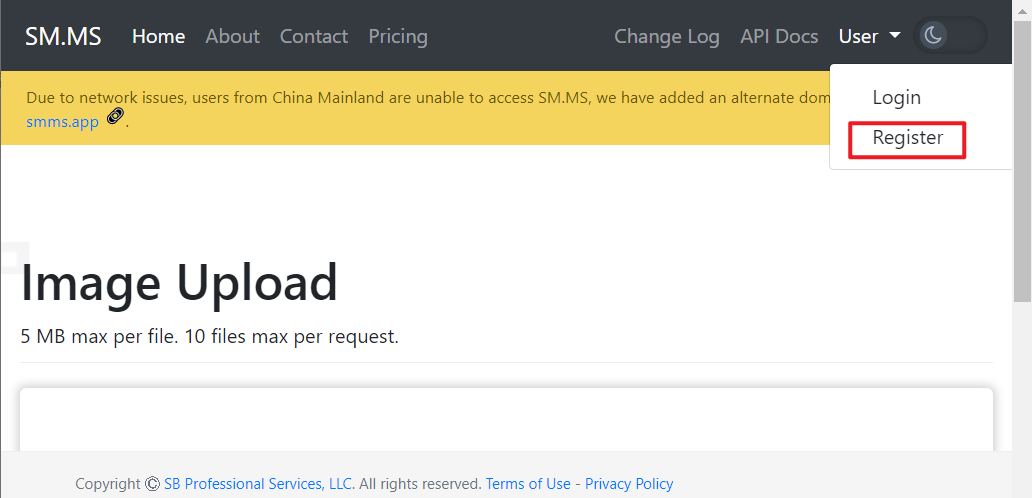 SM.MS Home About Contact Pricing Change Log API Docs User
Due to network issues, users from China Mainland are unable to access SM.MS, we have added an alternate dom
smms.app .
Login
Register
Image Upload
5 MB max per file. 10 files max per request.
Copyright © SB Professional Services, LLC. All rights reserved. Terms of Use - Privacy Policy